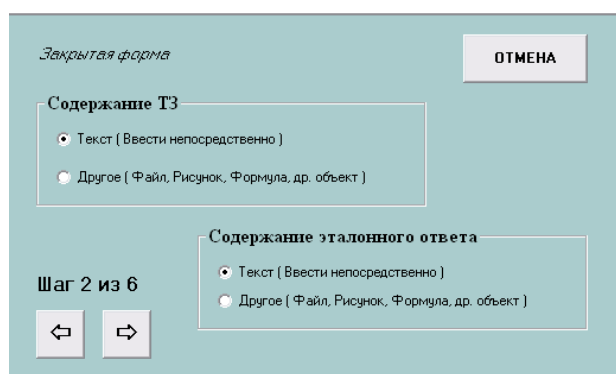 Закрытая форма
ОТМЕНА
Содержание ТЗ
Текст ( Ввести непосредственно )
Другое ( Файл, Рисунок, Формула, др. объект )
Содержание эталонного ответа
Текст ( Ввести непосредственно )
Другое ( Файл, Рисунок, Формула, др. объект )
Шаг 2 из 6